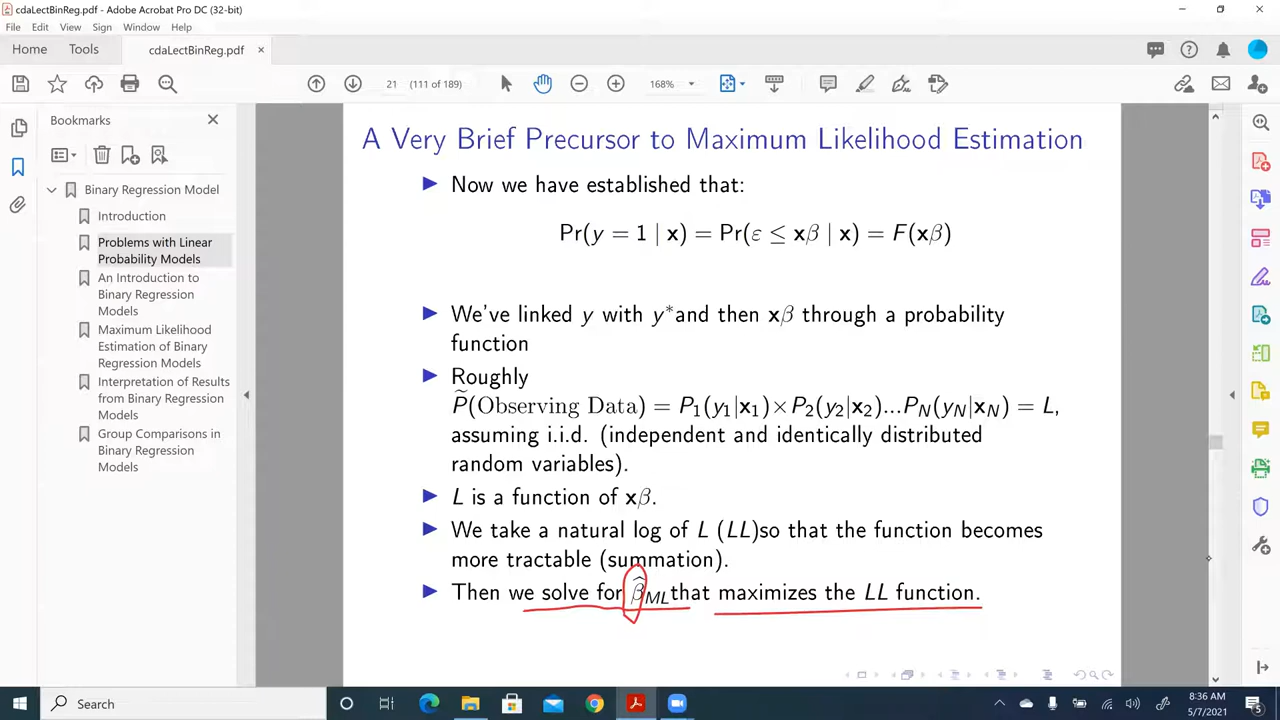 cdaLectBinReg.pdf - Adobe Acrobat Pro DC (32-bit)
File Edit View Sign Window Help
Home Tools cdaLectBinReg.pdf ×
21 (111 of 189) 168%
Bookmarks
Binary Regression Model
Introduction
Problems with Linear
Probability Models
An Introduction to
Binary Regression
Models
Maximum Likelihood
Estimation of Binary
Regression Models
Interpretation of Results
from Binary Regression
Models
Group Comparisons in
Binary Regression
Models
A Very Brief Precursor to Maximum Likelihood Estimation
Now we have established that:
Pr(y = 1 | x) = Pr(ε ≤ xβ | x) = F(xβ)
We've linked y with y*and then xβ through a probability
function
Roughly
P̃(Observing Data) = P₁(y₁|x₁)×P₂(y₂|x₂)...P_N(y_N|x_N) = L,
assuming i.i.d. (independent and identically distributed
random variables).
L is a function of xβ.
We take a natural log of L (LL)so that the function becomes
more tractable (summation).
Then we solve for β̂_MLthat maximizes the LL function.
Search
8:36 AM
5/7/2021
5